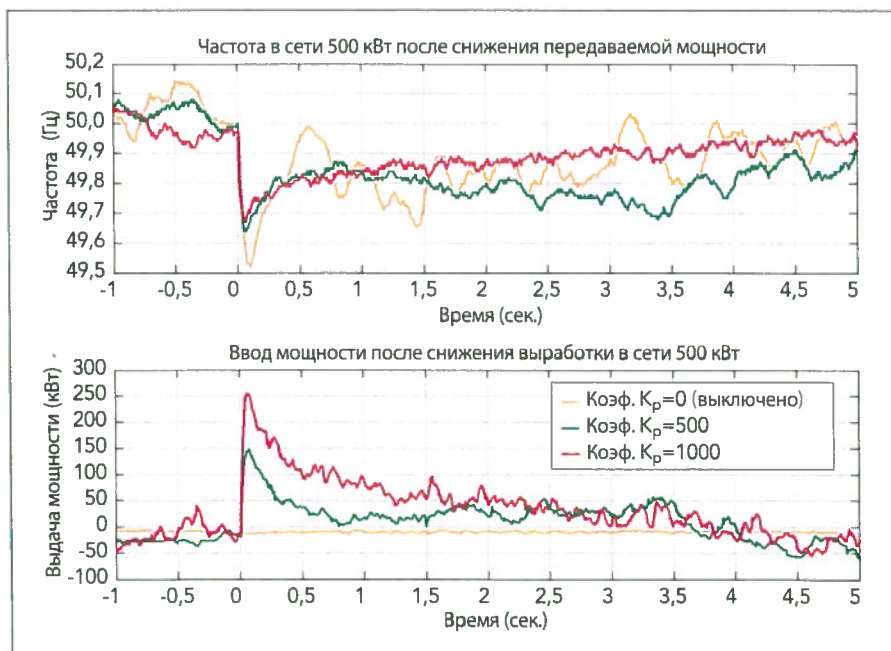 Частота в сети 500 кВт после снижения передаваемой мощности
Частота (Гц)
50,2
50,1
50,0
49,9
49,8
49,7
49,6
49,5
-1 -0,5 0 0,5 1 1,5 2 2,5 3 3,5 4 4,5 5
Время (сек.)
Ввод мощности после снижения выработки в сети 500 кВт
Выдача мощности (кВт)
300
250
200
150
100
50
0
-50
-100
Коэф. Kp=0 (выключено)
Коэф. Kp=500
Коэф. Kp=1000
-1 -0,5 0 0,5 1 1,5 2 2,5 3 3,5 4 4,5 5
Время (сек.)